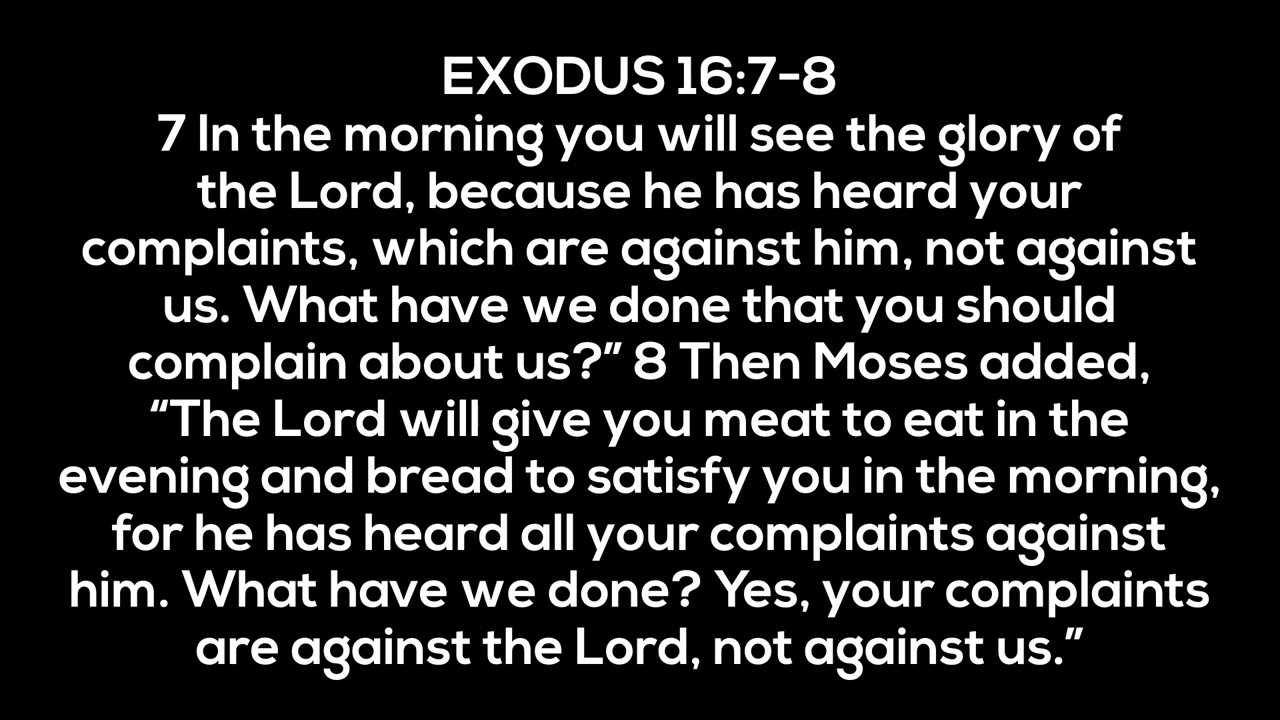 EXODUS 16:7-8
7 In the morning you will see the glory of
the Lord, because he has heard your
complaints, which are against him, not against
us. What have we done that you should
complain about us?” 8 Then Moses added,
“The Lord will give you meat to eat in the
evening and bread to satisfy you in the morning,
for he has heard all your complaints against
him. What have we done? Yes, your complaints
are against the Lord, not against us.”